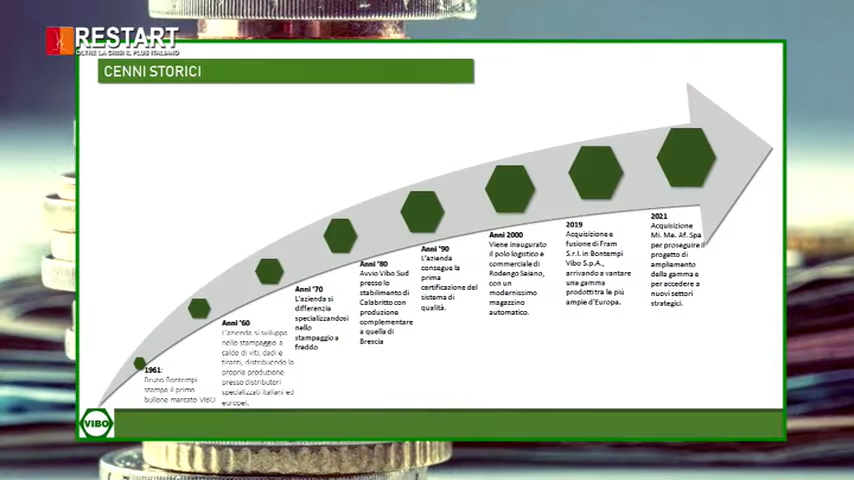 RESTART
OLTRE LA CRISI IL PLUS ITALIANO
CENNI STORICI
1961:
Bruno Bontempi
stampa il primo
bullone marcato VIBO
Anni '60
L'azienda si sviluppa
nello stampaggio a
caldo di viti, dadi e
tiranti, distribuendo la
propria produzione
presso distributori
specializzati italiani ed
europei.
Anni '70
L'azienda si
differenzia
specializzandosi
nello
stampaggio a
freddo
Anni '80
Avvio Vibo Sud
presso lo
stabilimento di
Calabritto con
produzione
complementare
a quella di
Brescia
Anni '90
L'azienda
consegue la
prima
certificazione del
sistema di
qualità.
Anni 2000
Viene inaugurato
il polo logistico e
commerciale di
Rodengo Saiano,
con un
modernissimo
magazzino
automatico.
2019
Acquisizione e
fusione di Fram
S.r.l. in Bontempi
Vibo S.p.A.,
arrivando a vantare
una gamma
prodotti tra le più
ampie d'Europa.
2021
Acquisizione
Mi. Me. Af. Spa
per proseguire il
progetto di
ampliamento
della gamma e
per accedere a
nuovi settori
strategici.
VIBO